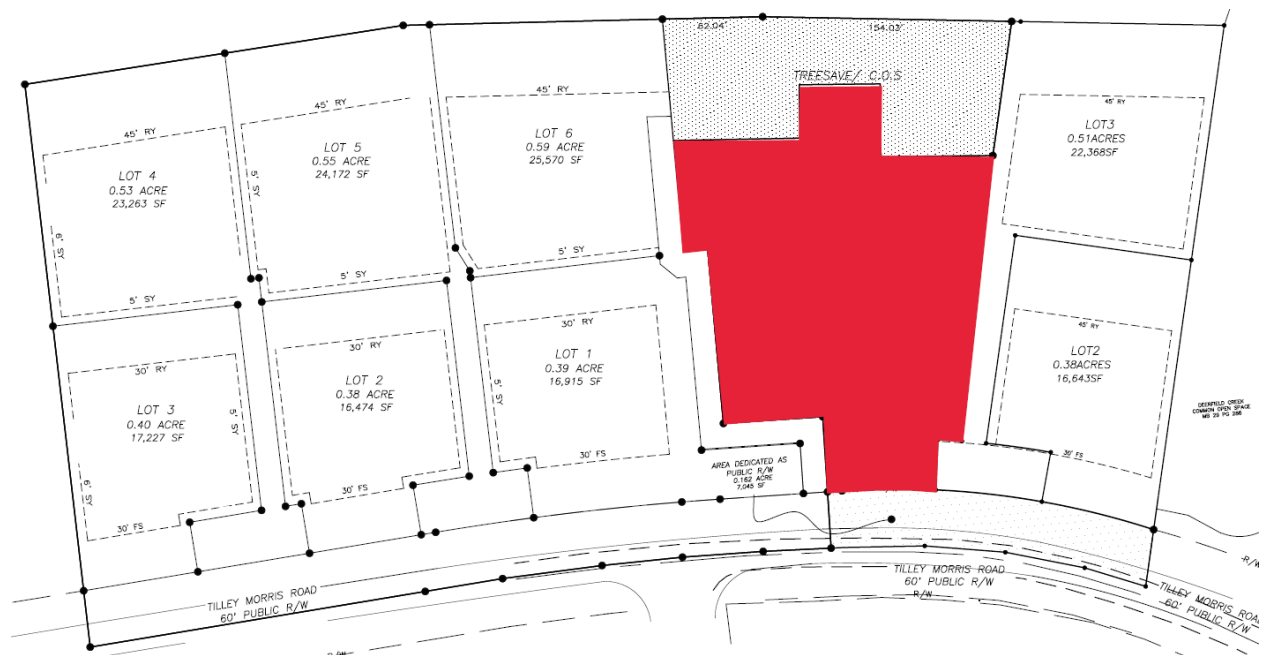 62.04'
154.03'
TREESAVE/ C.O.S
45' RY
LOT 4
0.53 ACRE
23,263 SF
6' SY
5' SY
45' RY
LOT 5
0.55 ACRE
24,172 SF
5' SY
5' SY
45' RY
LOT 6
0.59 ACRE
25,570 SF
5' SY
45' RY
LOT3
0.51ACRES
22,368SF
30' RY
LOT 3
0.40 ACRE
17,227 SF
5' SY
6' SY
30' FS
30' RY
LOT 2
0.38 ACRE
16,474 SF
30' FS
30' RY
LOT 1
0.39 ACRE
16,915 SF
5' SY
30' FS
45' RY
LOT2
0.38ACRES
16,643SF
30' FS
DEERFIELD CREEK
COMMON OPEN SPACE
MB 25 PG
AREA DEDICATED AS
PUBLIC R/W
0.162 ACRE
7,045 SF
TILLEY MORRIS ROAD
60' PUBLIC R/W
TILLEY MORRIS ROAD
60' PUBLIC R/W
R/W
TILLEY MORRIS ROAD
60' PUBLIC R/W
R/W
R/W